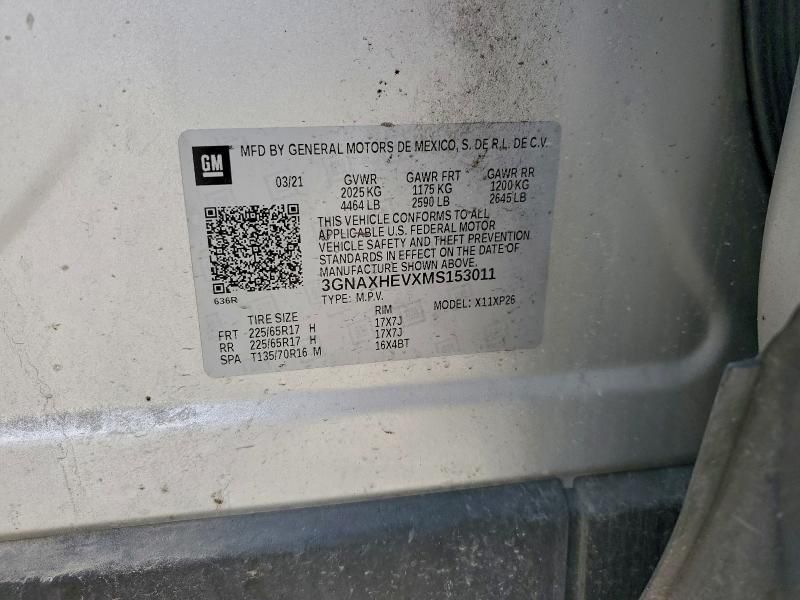 GM
MFD BY GENERAL MOTORS DE MEXICO, S. DE R.L. DE C.V.
03/21 GVWR GAWR FRT GAWR RR
2025 KG 1175 KG 1200 KG
4464 LB 2590 LB 2645 LB
THIS VEHICLE CONFORMS TO ALL
APPLICABLE U.S. FEDERAL MOTOR
VEHICLE SAFETY AND THEFT PREVENTION
STANDARDS IN EFFECT ON THE DATE OF
MANUFACTURE SHOWN ABOVE.
3GNAXHEVXMS153011
636R
TYPE: M.P.V. MODEL: X11XP26
TIRE SIZE RIM
FRT 225/65R17 H 17X7J
RR 225/65R17 H 17X7J
SPA T135/70R16 M 16X4BT